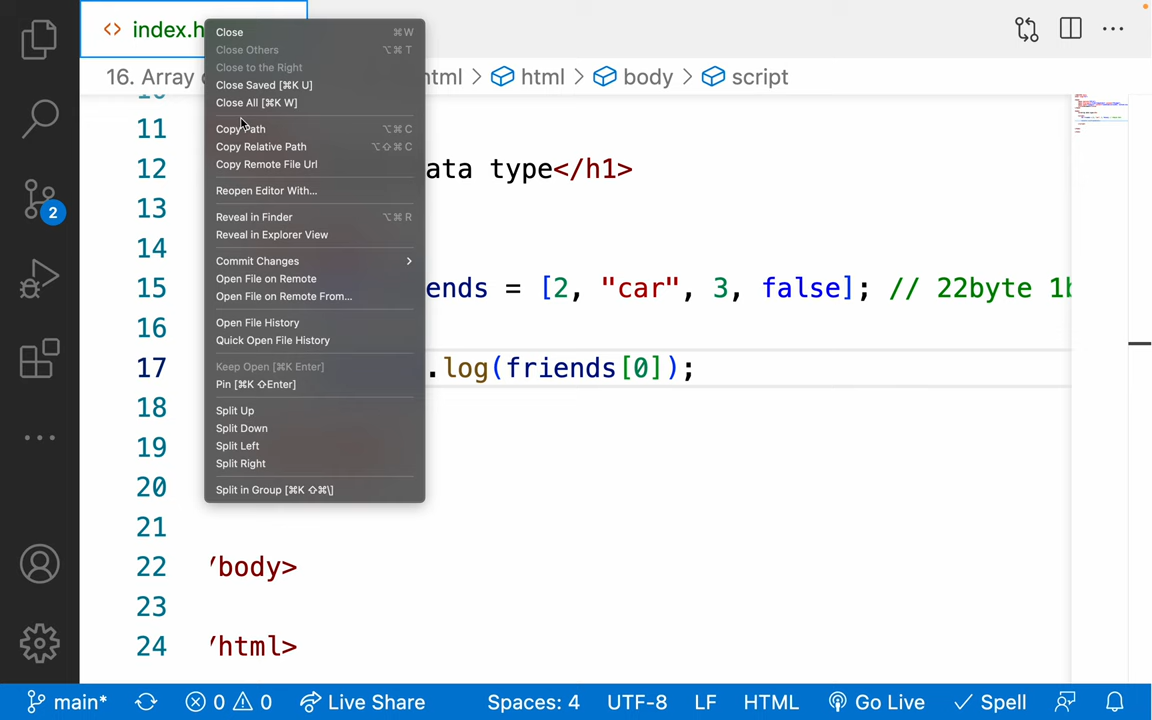 index.h
16. Array
html > html > body > script
Close ⌘W
Close Others ⌥⌘T
Close to the Right
Close Saved [⌘K U]
Close All [⌘K W]
Copy Path ⌥⌘C
Copy Relative Path ⌥⇧⌘C
Copy Remote File Url
Reopen Editor With...
Reveal in Finder ⌥⌘R
Reveal in Explorer View
Commit Changes >
Open File on Remote
Open File on Remote From...
Open File History
Quick Open File History
Keep Open [⌘K Enter]
Pin [⌘K ⇧Enter]
Split Up
Split Down
Split Left
Split Right
Split in Group [⌘K ⇧⌘\]
11
12 ata type</h1>
13
14
15 ends = [2, "car", 3, false]; // 22byte 1b
16
17 .log(friends[0]);
18
19
20
21
22 /body>
23
24 /html>
2
main* 0 0 Live Share Spaces: 4 UTF-8 LF HTML Go Live Spell